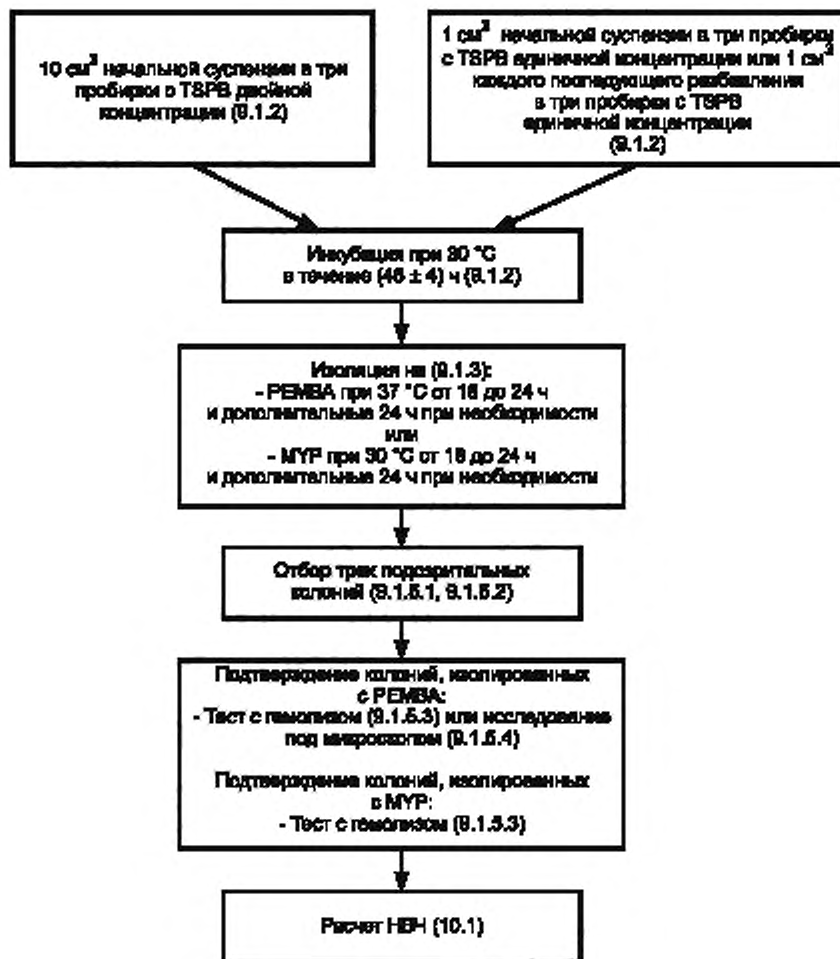 10 см³ начальной суспензии в три
пробирки с TSPB двойной
концентрации (9.1.2)
1 см³ начальной суспензии в три пробирки
с TSPB единичной концентрации или 1 см³
каждого последующего разбавления
в три пробирки с TSPB
единичной концентрации
(9.1.2)
Инкубация при 30 °С
в течение (48 ± 4) ч (9.1.2)
Изоляция на (9.1.3):
- PEMBA при 37 °С от 18 до 24 ч
и дополнительные 24 ч при необходимости
или
- MYP при 30 °С от 18 до 24 ч
и дополнительные 24 ч при необходимости
Отбор трех подозрительных
колоний (9.1.5.1, 9.1.5.2)
Подтверждение колоний, изолированных
с PEMBA:
- Тест с гемолизом (9.1.5.3) или исследование
под микроскопом (9.1.5.4)
Подтверждение колоний, изолированных
с MYP:
- Тест с гемолизом (9.1.5.3)
Расчет НВЧ (10.1)